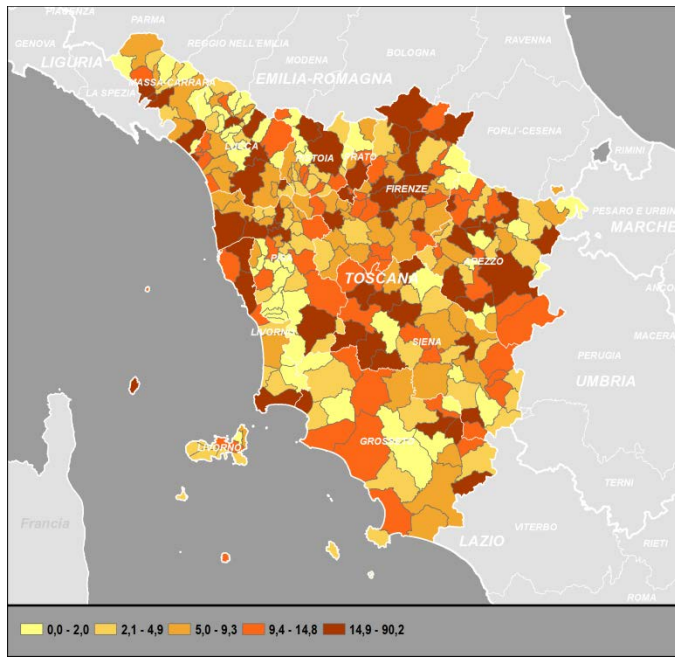 PIACENZA
PARMA
RAVENNA
GENOVA
REGGIO NELL'EMILIA
BOLOGNA
MODENA
LIGURIA
EMILIA-ROMAGNA
MASSA-CARRARA
LA SPEZIA
FORLI'-CESENA
LUCCA
PISTOIA
PRATO
RIMINI
FIRENZE
PESARO E URBIN
MARCHE
PISA
AREZZO
TOSCANA
ANCO
LIVORNO
SIENA
MACERA
PERUGIA
UMBRIA
GROSSETO
LIVORNO
TERNI
Francia
VITERBO
LAZIO
RIETI
ROMA
0,0 - 2,0
2,1 - 4,9
5,0 - 9,3
9,4 - 14,8
14,9 - 90,2